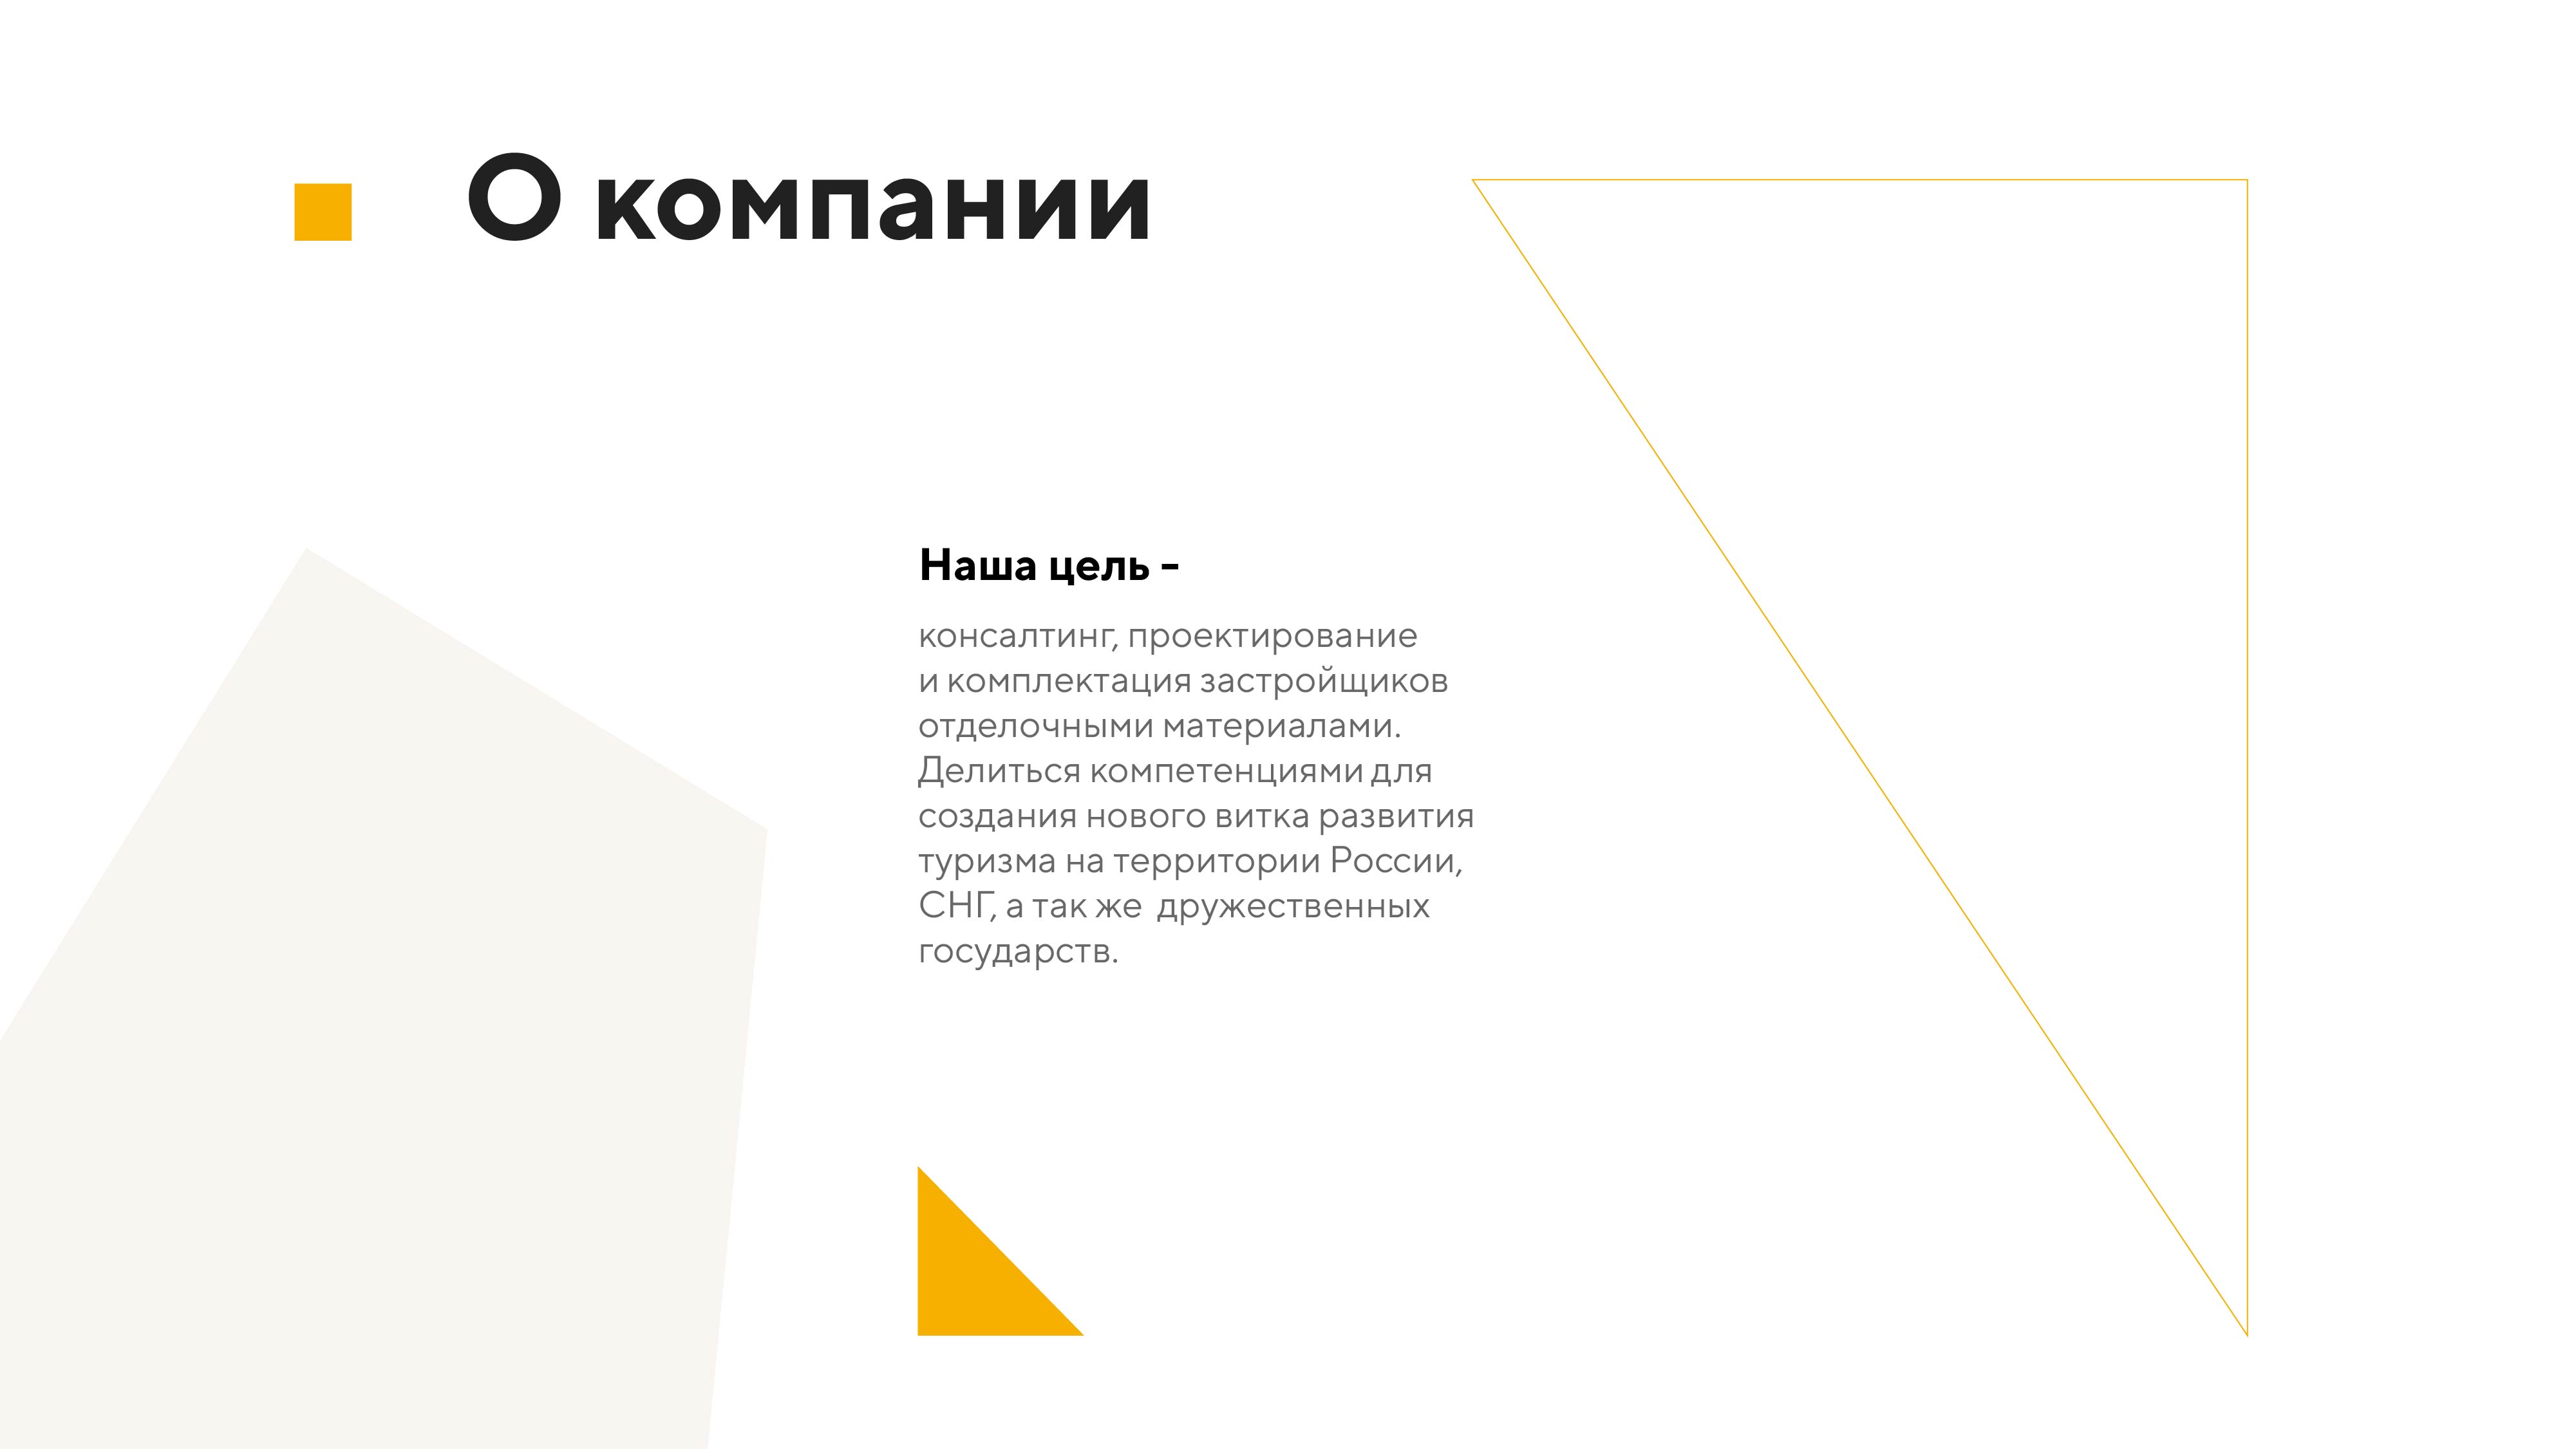 О компании
Наша цель -
консалтинг, проектирование
и комплектация застройщиков
отделочными материалами.
Делиться компетенциями для
создания нового витка развития
туризма на территории России,
СНГ, а так же  дружественных
государств.